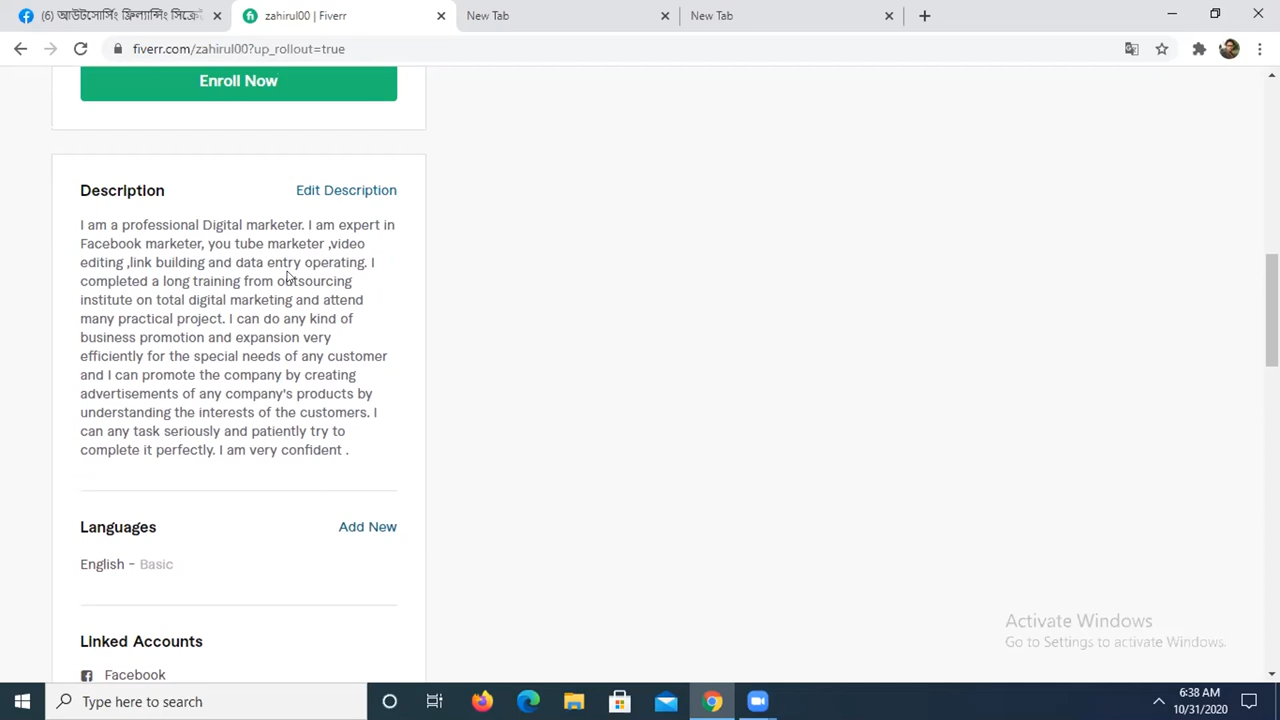 (6) আউটসোর্সিং ফ্রিল্যান্সিং সিক্রেট
zahirul00 | Fiverr
New Tab
New Tab
fiverr.com/zahirul00?up_rollout=true
Enroll Now
Description
Edit Description
I am a professional Digital marketer. I am expert in
Facebook marketer, you tube marketer ,video
editing ,link building and data entry operating. I
completed a long training from outsourcing
institute on total digital marketing and attend
many practical project. I can do any kind of
business promotion and expansion very
efficiently for the special needs of any customer
and I can promote the company by creating
advertisements of any company's products by
understanding the interests of the customers. I
can any task seriously and patiently try to
complete it perfectly. I am very confident .
Languages
Add New
English - Basic
Linked Accounts
Facebook
Activate Windows
Go to Settings to activate Windows.
Type here to search
6:38 AM
10/31/2020